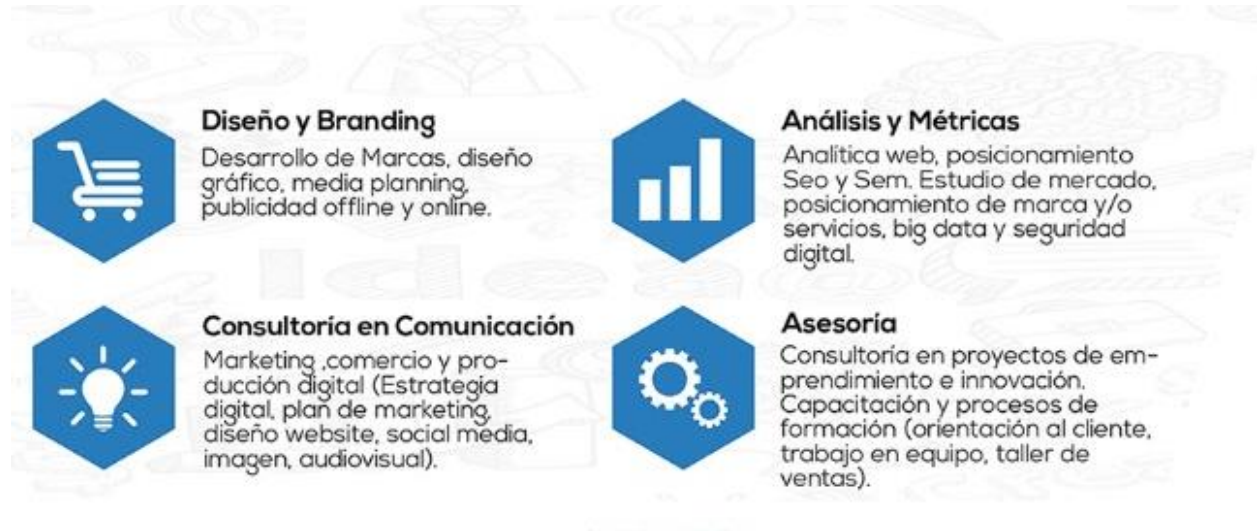 Diseño y Branding
Desarrollo de Marcas, diseño
gráfico, media planning,
publicidad offline y online.
Análisis y Métricas
Analítica web, posicionamiento
Seo y Sem. Estudio de mercado,
posicionamiento de marca y/o
servicios, big data y seguridad
digital.
Consultoría en Comunicación
Marketing ,comercio y pro-
ducción digital (Estrategia
digital, plan de marketing,
diseño website, social media,
imagen, audiovisual).
Asesoría
Consultoría en proyectos de em-
prendimiento e innovación.
Capacitación y procesos de
formación (orientación al cliente,
trabajo en equipo, taller de
ventas).